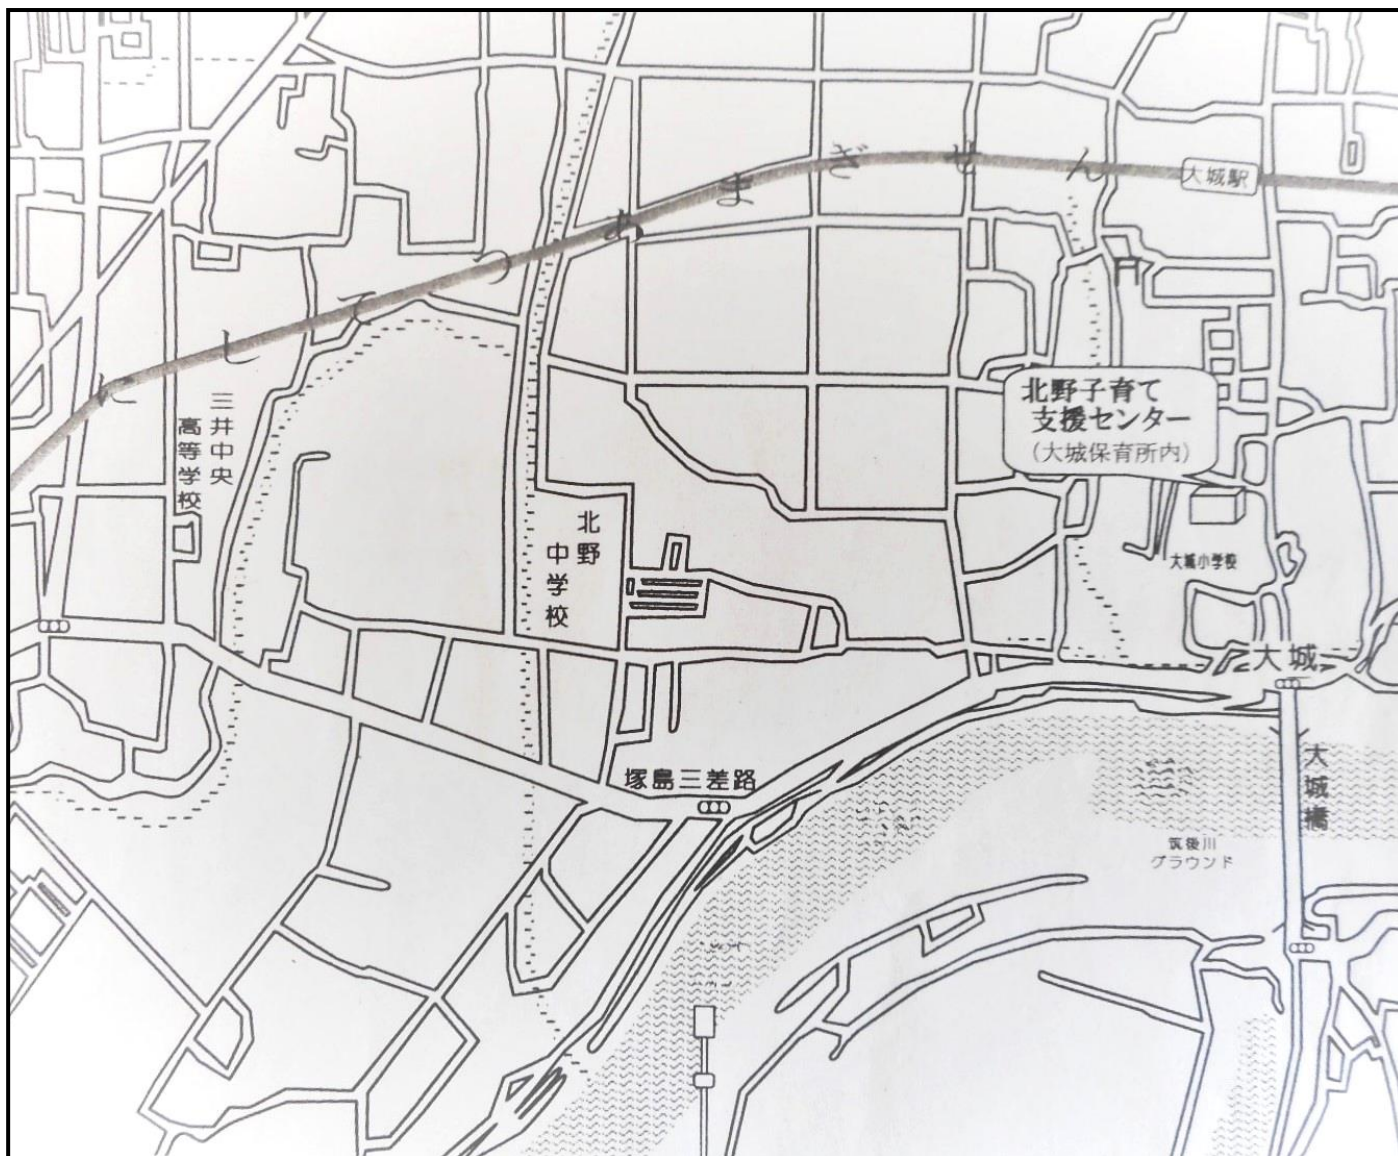 にしてつあまぎせん
大城駅
三井中央
高等学校
北野子育て
支援センター
(大城保育所内)
北野
中学校
大城小学校
大城
塚島三差路
大城橋
筑後川
グラウンド